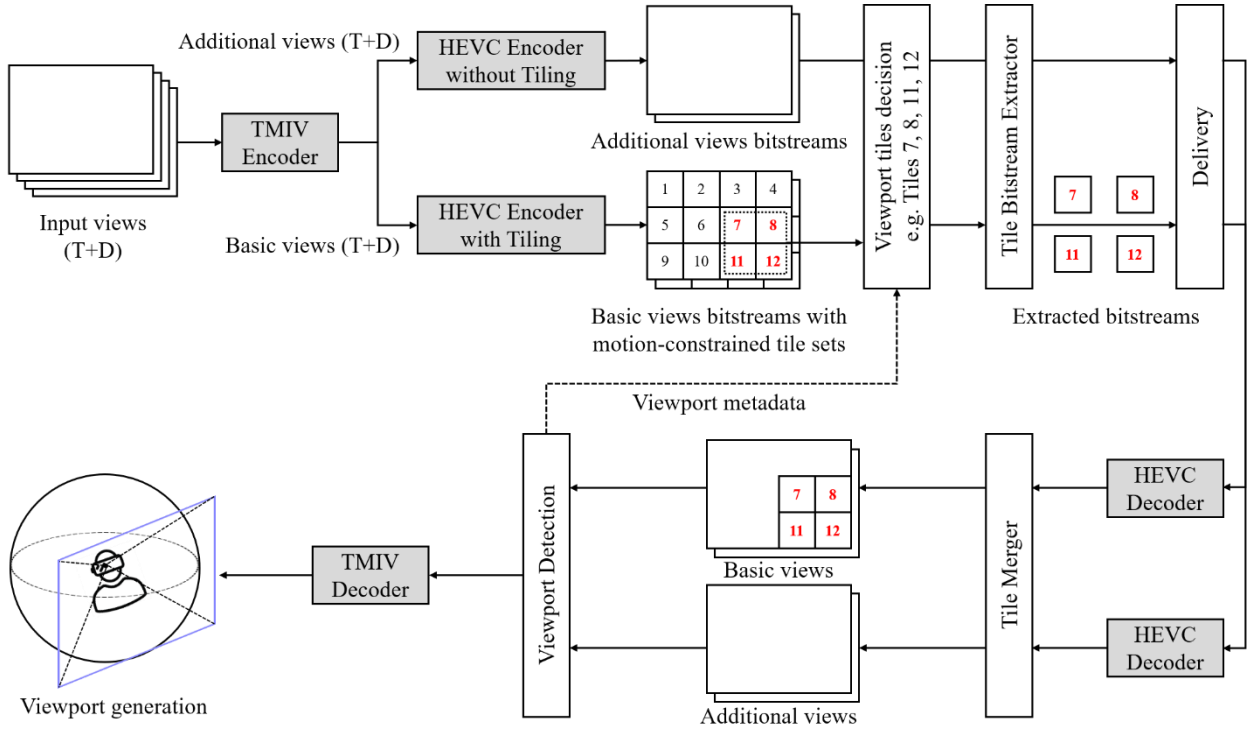 Additional views (T+D)
HEVC Encoder
without Tiling
Additional views bitstreams
TMIV
Encoder
Input views
(T+D)
Basic views (T+D)
HEVC Encoder
with Tiling
1 2 3 4
5 6 7 8
9 10 11 12
Basic views bitstreams with
motion-constrained tile sets
Viewport tiles decision
e.g. Tiles 7, 8, 11, 12
Tile Bitstream Extractor
7 8
11 12
Extracted bitstreams
Delivery
Viewport metadata
HEVC
Decoder
HEVC
Decoder
Tile Merger
7 8
11 12
Basic views
Additional views
Viewport Detection
TMIV
Decoder
Viewport generation